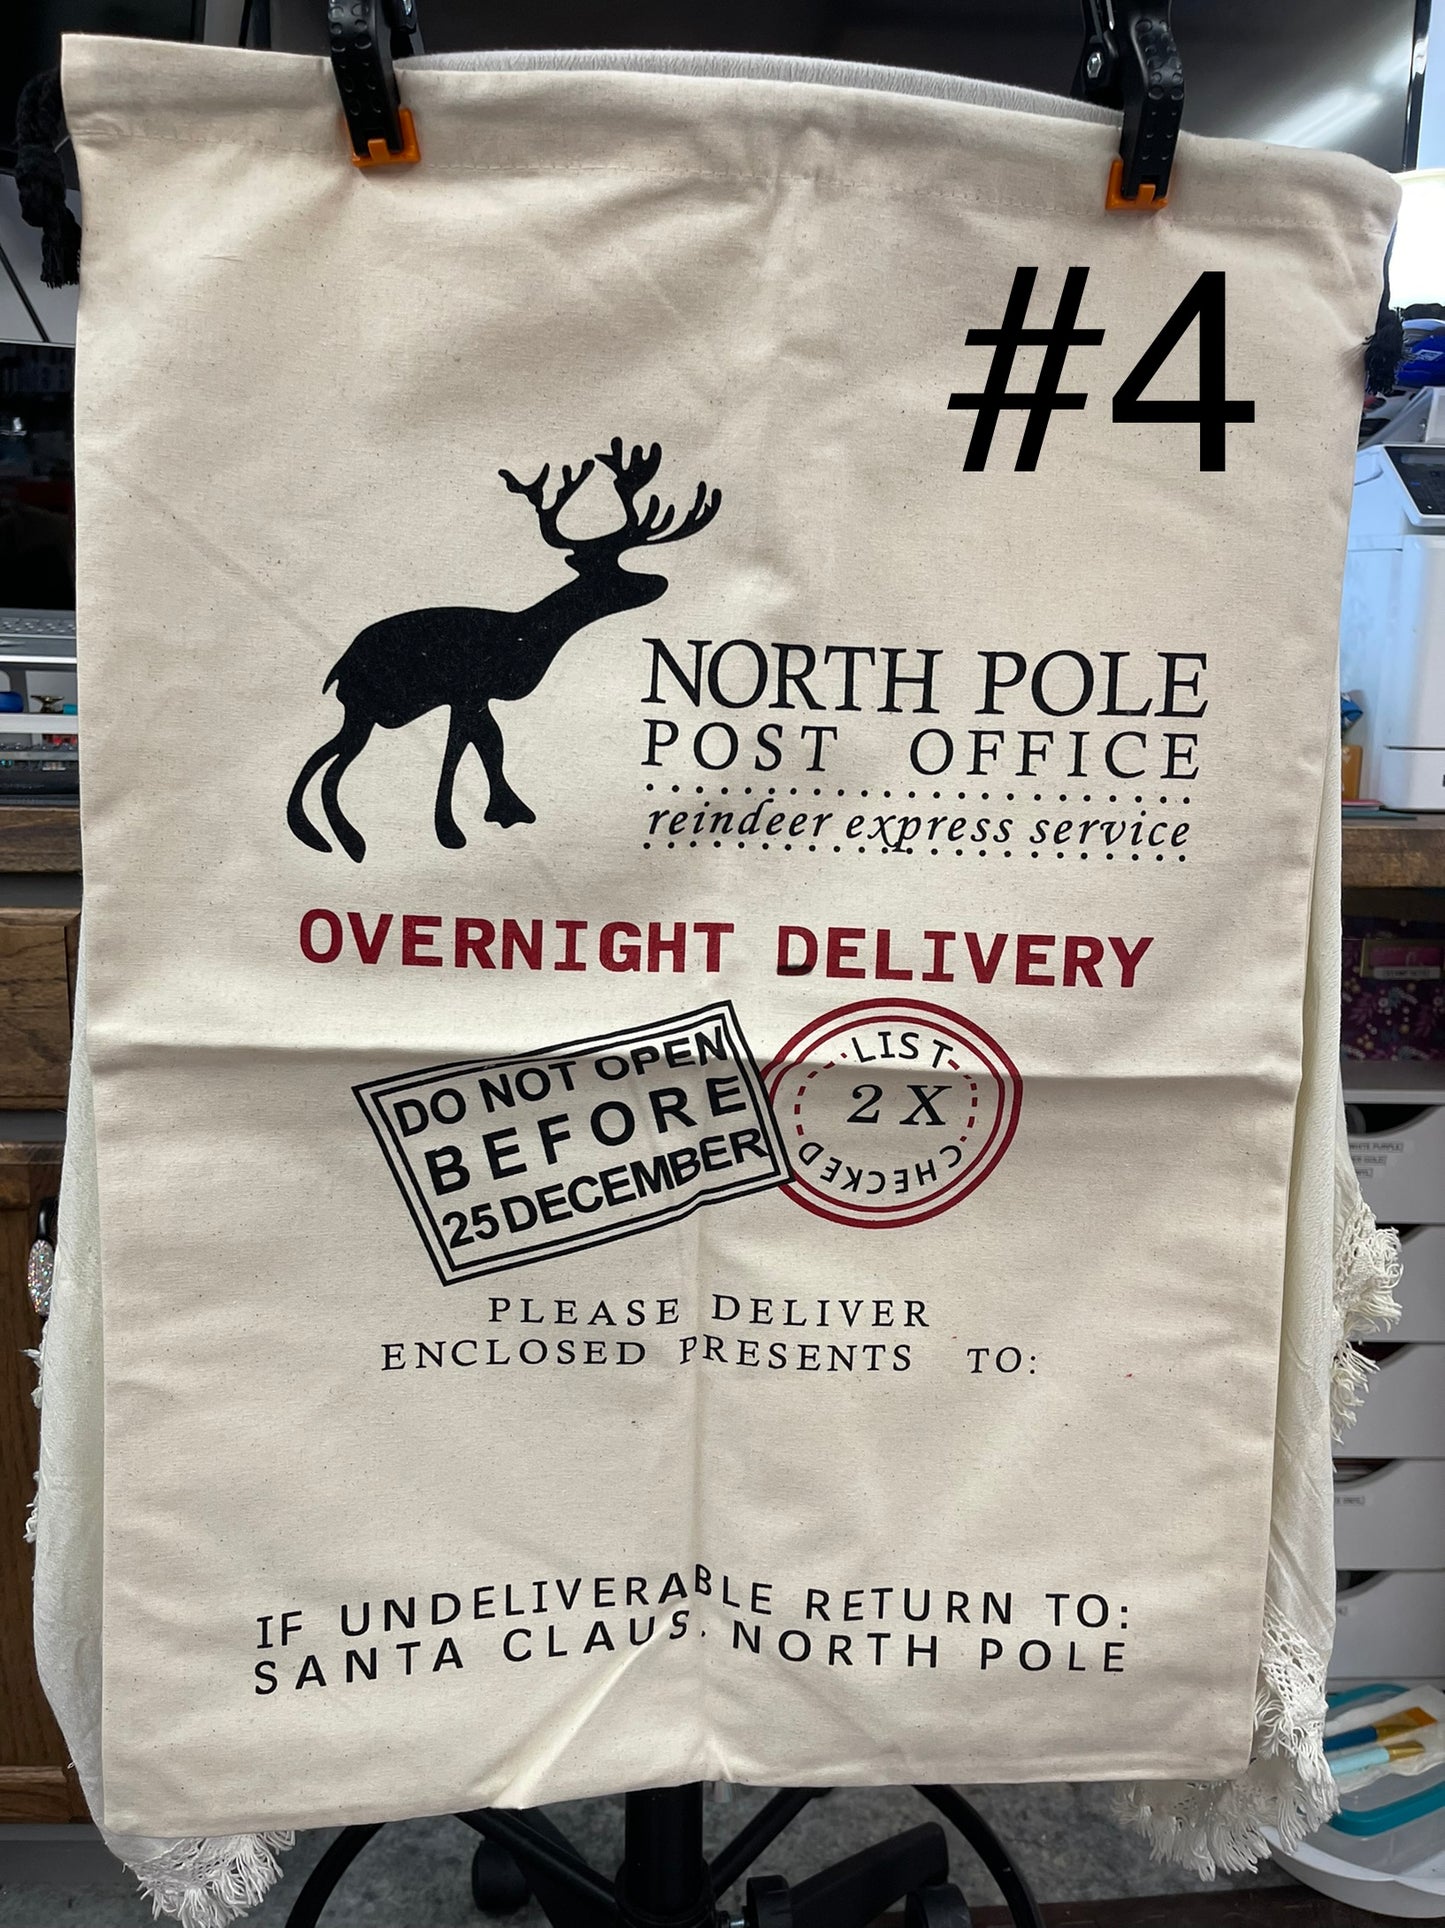 #4
NORTH POLE
POST OFFICE
reindeer express service
OVERNIGHT DELIVERY
DO NOT OPEN
BEFORE
25 DECEMBER
LIST
2 X
CHECKED
PLEASE DELIVER
ENCLOSED PRESENTS TO:
IF UNDELIVERABLE RETURN TO:
SANTA CLAUS. NORTH POLE